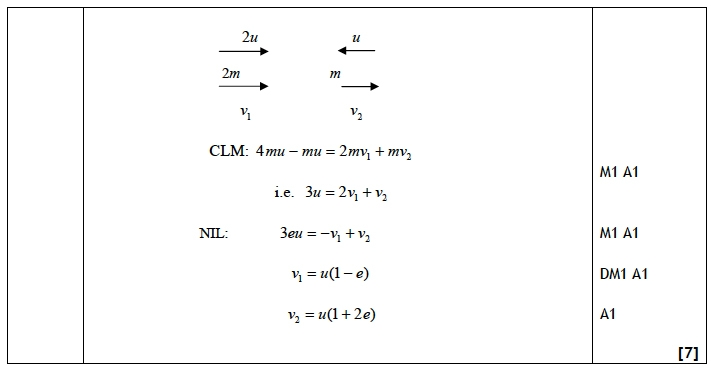 2u u
2m m
v₁ v₂
CLM: 4mu − mu = 2mv₁ + mv₂
M1 A1
i.e. 3u = 2v₁ + v₂
NIL: 3eu = −v₁ + v₂ M1 A1
v₁ = u(1 − e) DM1 A1
v₂ = u(1 + 2e) A1
[7]